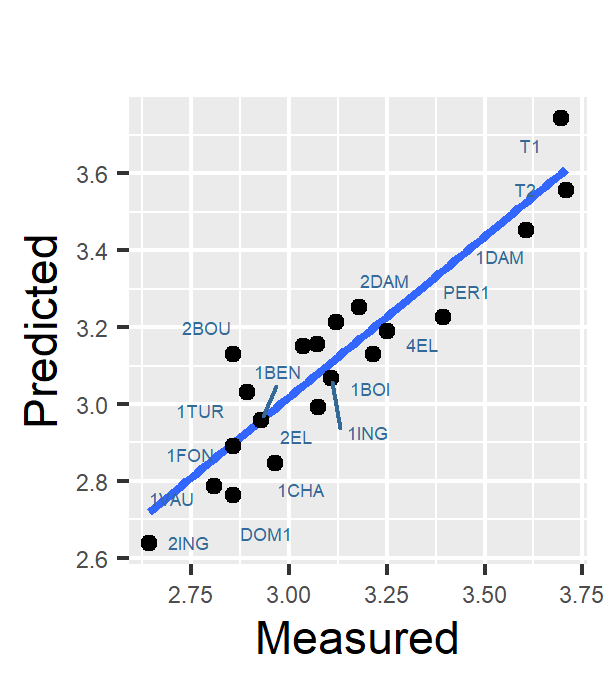 T1
3.6
T2
1DAM
3.4
2DAM
PER1
3.2
2BOU
4EL
1BEN
1BOI
3.0
1TUR
2EL
1ING
1FON
2.8
1VAU
1CHA
2ING
DOM1
2.6
2.75
3.00
3.25
3.50
3.75
Predicted
Measured